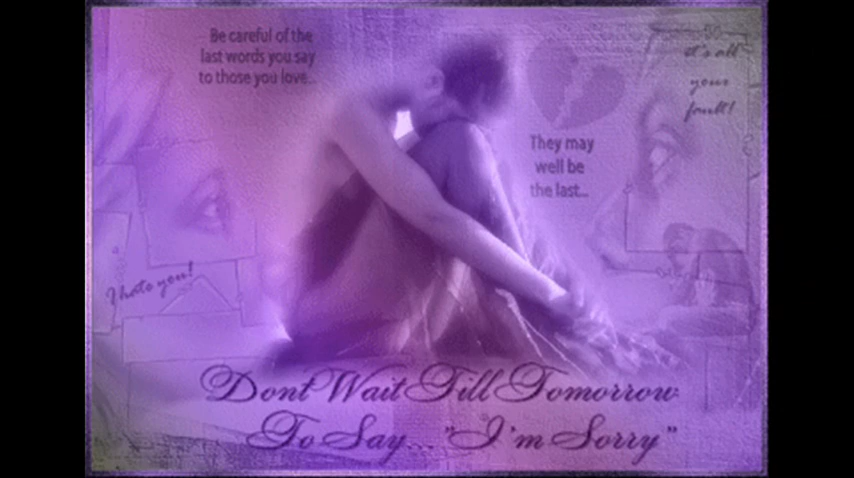 Be careful of the
last words you say
to those you love...
It's all
your
fault!
They may
well be
the last...
I hate you!
Dont Wait Till Tomorrow
To Say... "I'm Sorry"